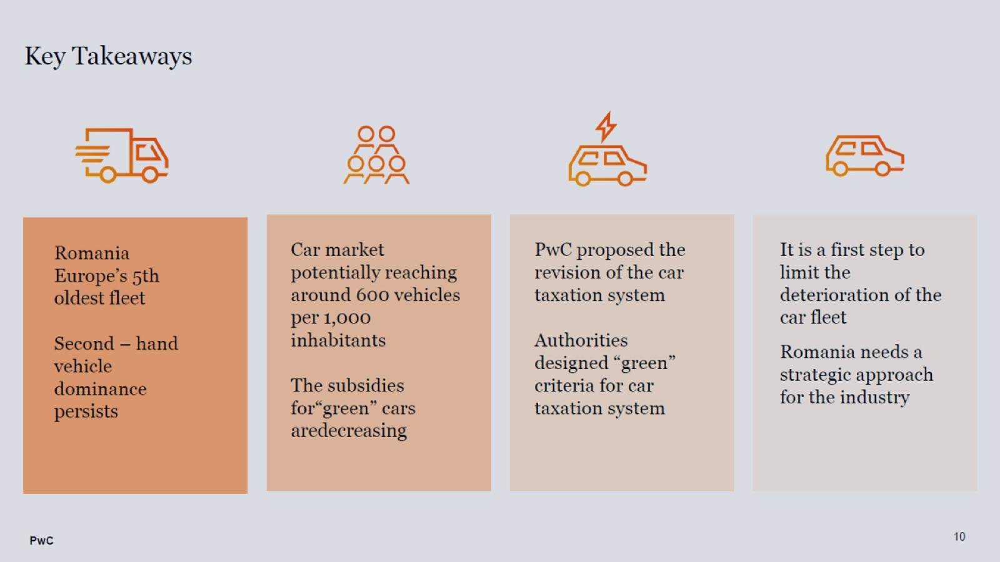 Key Takeaways
Romania
Europe’s 5th
oldest fleet
Second – hand
vehicle
dominance
persists
Car market
potentially reaching
around 600 vehicles
per 1,000
inhabitants
The subsidies
for“green” cars
aredecreasing
PwC proposed the
revision of the car
taxation system
Authorities
designed “green”
criteria for car
taxation system
It is a first step to
limit the
deterioration of the
car fleet
Romania needs a
strategic approach
for the industry
PwC
10